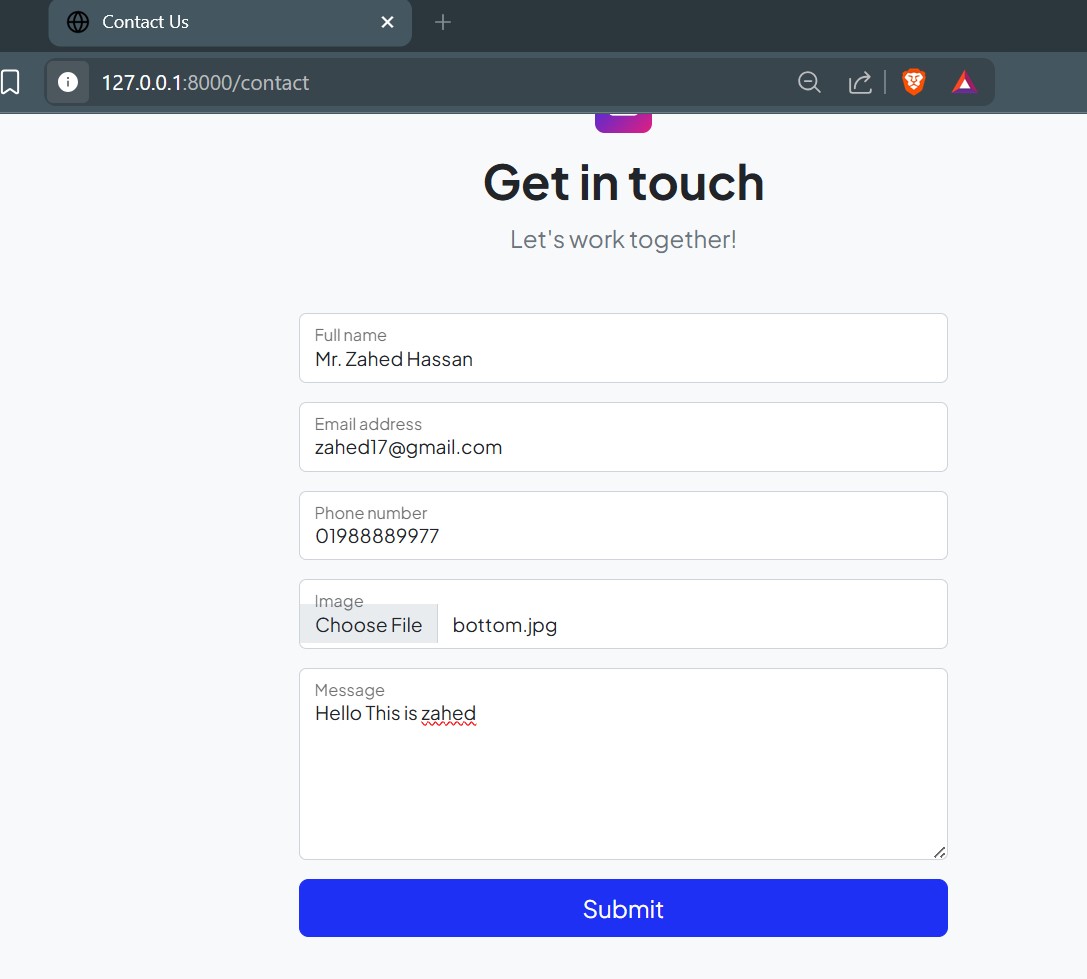 Contact Us
127.0.0.1:8000/contact
Get in touch
Let's work together!
Full name
Mr. Zahed Hassan
Email address
zahed17@gmail.com
Phone number
01988889977
Image
Choose File bottom.jpg
Message
Hello This is zahed
Submit